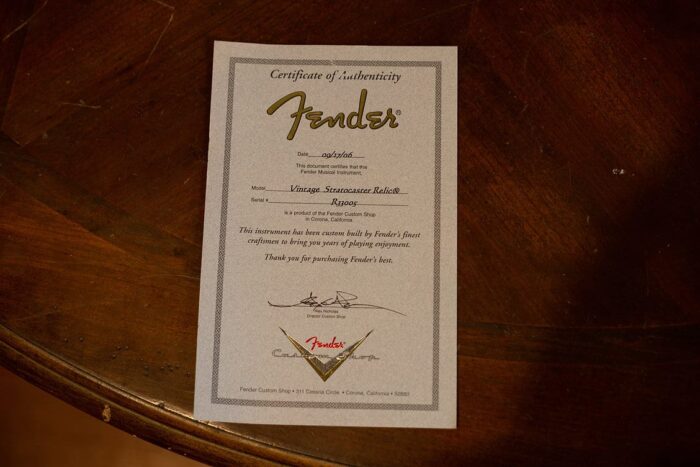 Certificate of Authenticity
Fender®
Date 09/17/06
This document certifies that this
Fender Musical Instrument,
Model Vintage Stratocaster Relic®
Serial # R33005
is a product of the Fender Custom Shop
in Corona, California.
This instrument has been custom built by Fender's finest
craftsmen to bring you years of playing enjoyment.
Thank you for purchasing Fender's best.
Alex Nicholas
Director Custom Shop
Fender
Custom Shop
Fender Custom Shop • 311 Cessna Circle • Corona, California •